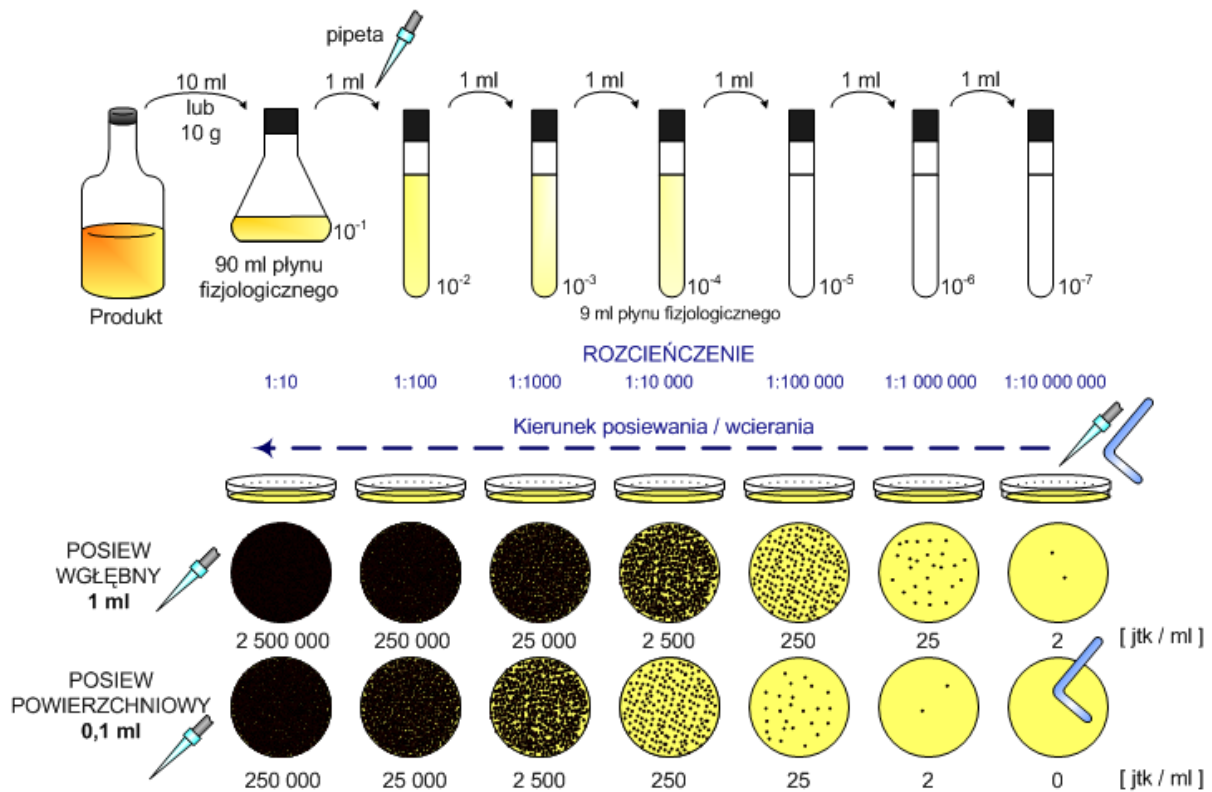 pipeta
10 ml
lub
10 g
1 ml
1 ml
1 ml
1 ml
1 ml
1 ml
10⁻¹
90 ml płynu
fizjologicznego
Produkt
10⁻²
10⁻³
10⁻⁴
10⁻⁵
10⁻⁶
10⁻⁷
9 ml płynu fizjologicznego
ROZCIEŃCZENIE
1:10 1:100 1:1000 1:10 000 1:100 000 1:1 000 000 1:10 000 000
Kierunek posiewania / wcierania
POSIEW
WGŁĘBNY
1 ml
2 500 000 250 000 25 000 2 500 250 25 2 [ jtk / ml ]
POSIEW
POWIERZCHNIOWY
0,1 ml
250 000 25 000 2 500 250 25 2 0 [ jtk / ml ]